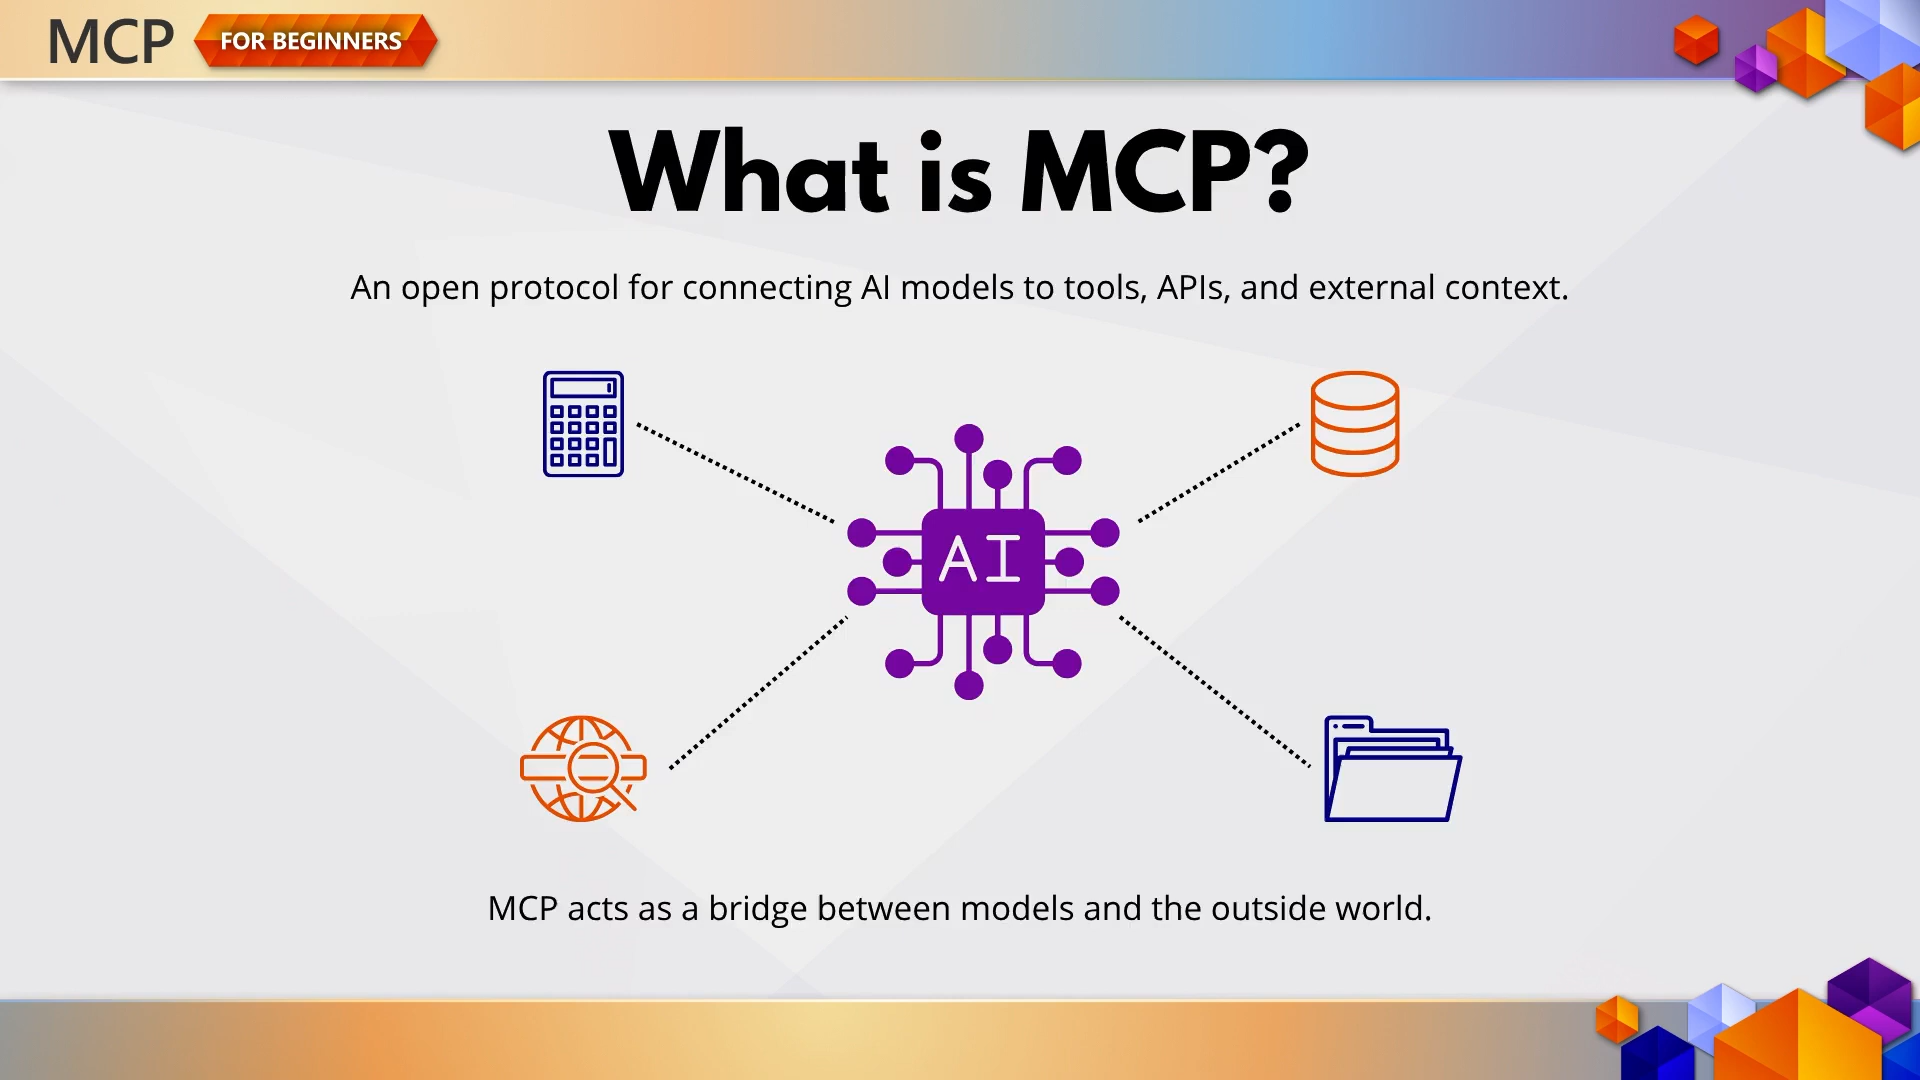 MCP FOR BEGINNERS
What is MCP?
An open protocol for connecting AI models to tools, APIs, and external context.
AI
MCP acts as a bridge between models and the outside world.